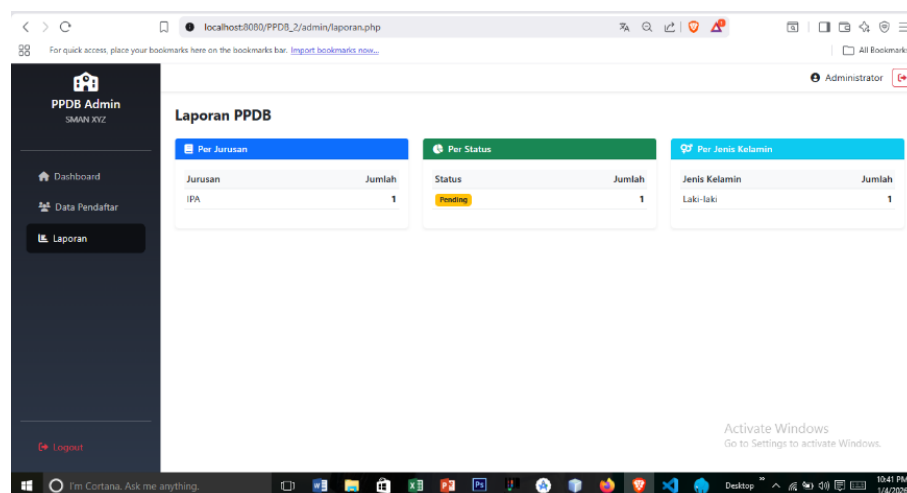 localhost:8080/PPDB_2/admin/laporan.php
For quick access, place your bookmarks here on the bookmarks bar. Import bookmarks now...
All Bookmarks
PPDB Admin
SMAN XYZ
Administrator
Laporan PPDB
Per Jurusan
Jurusan Jumlah
IPA 1
Per Status
Status Jumlah
Pending 1
Per Jenis Kelamin
Jenis Kelamin Jumlah
Laki-laki 1
Dashboard
Data Pendaftar
Laporan
Logout
Activate Windows
Go to Settings to activate Windows.
I'm Cortana. Ask me anything.
Desktop
10:41 PM
1/4/2026